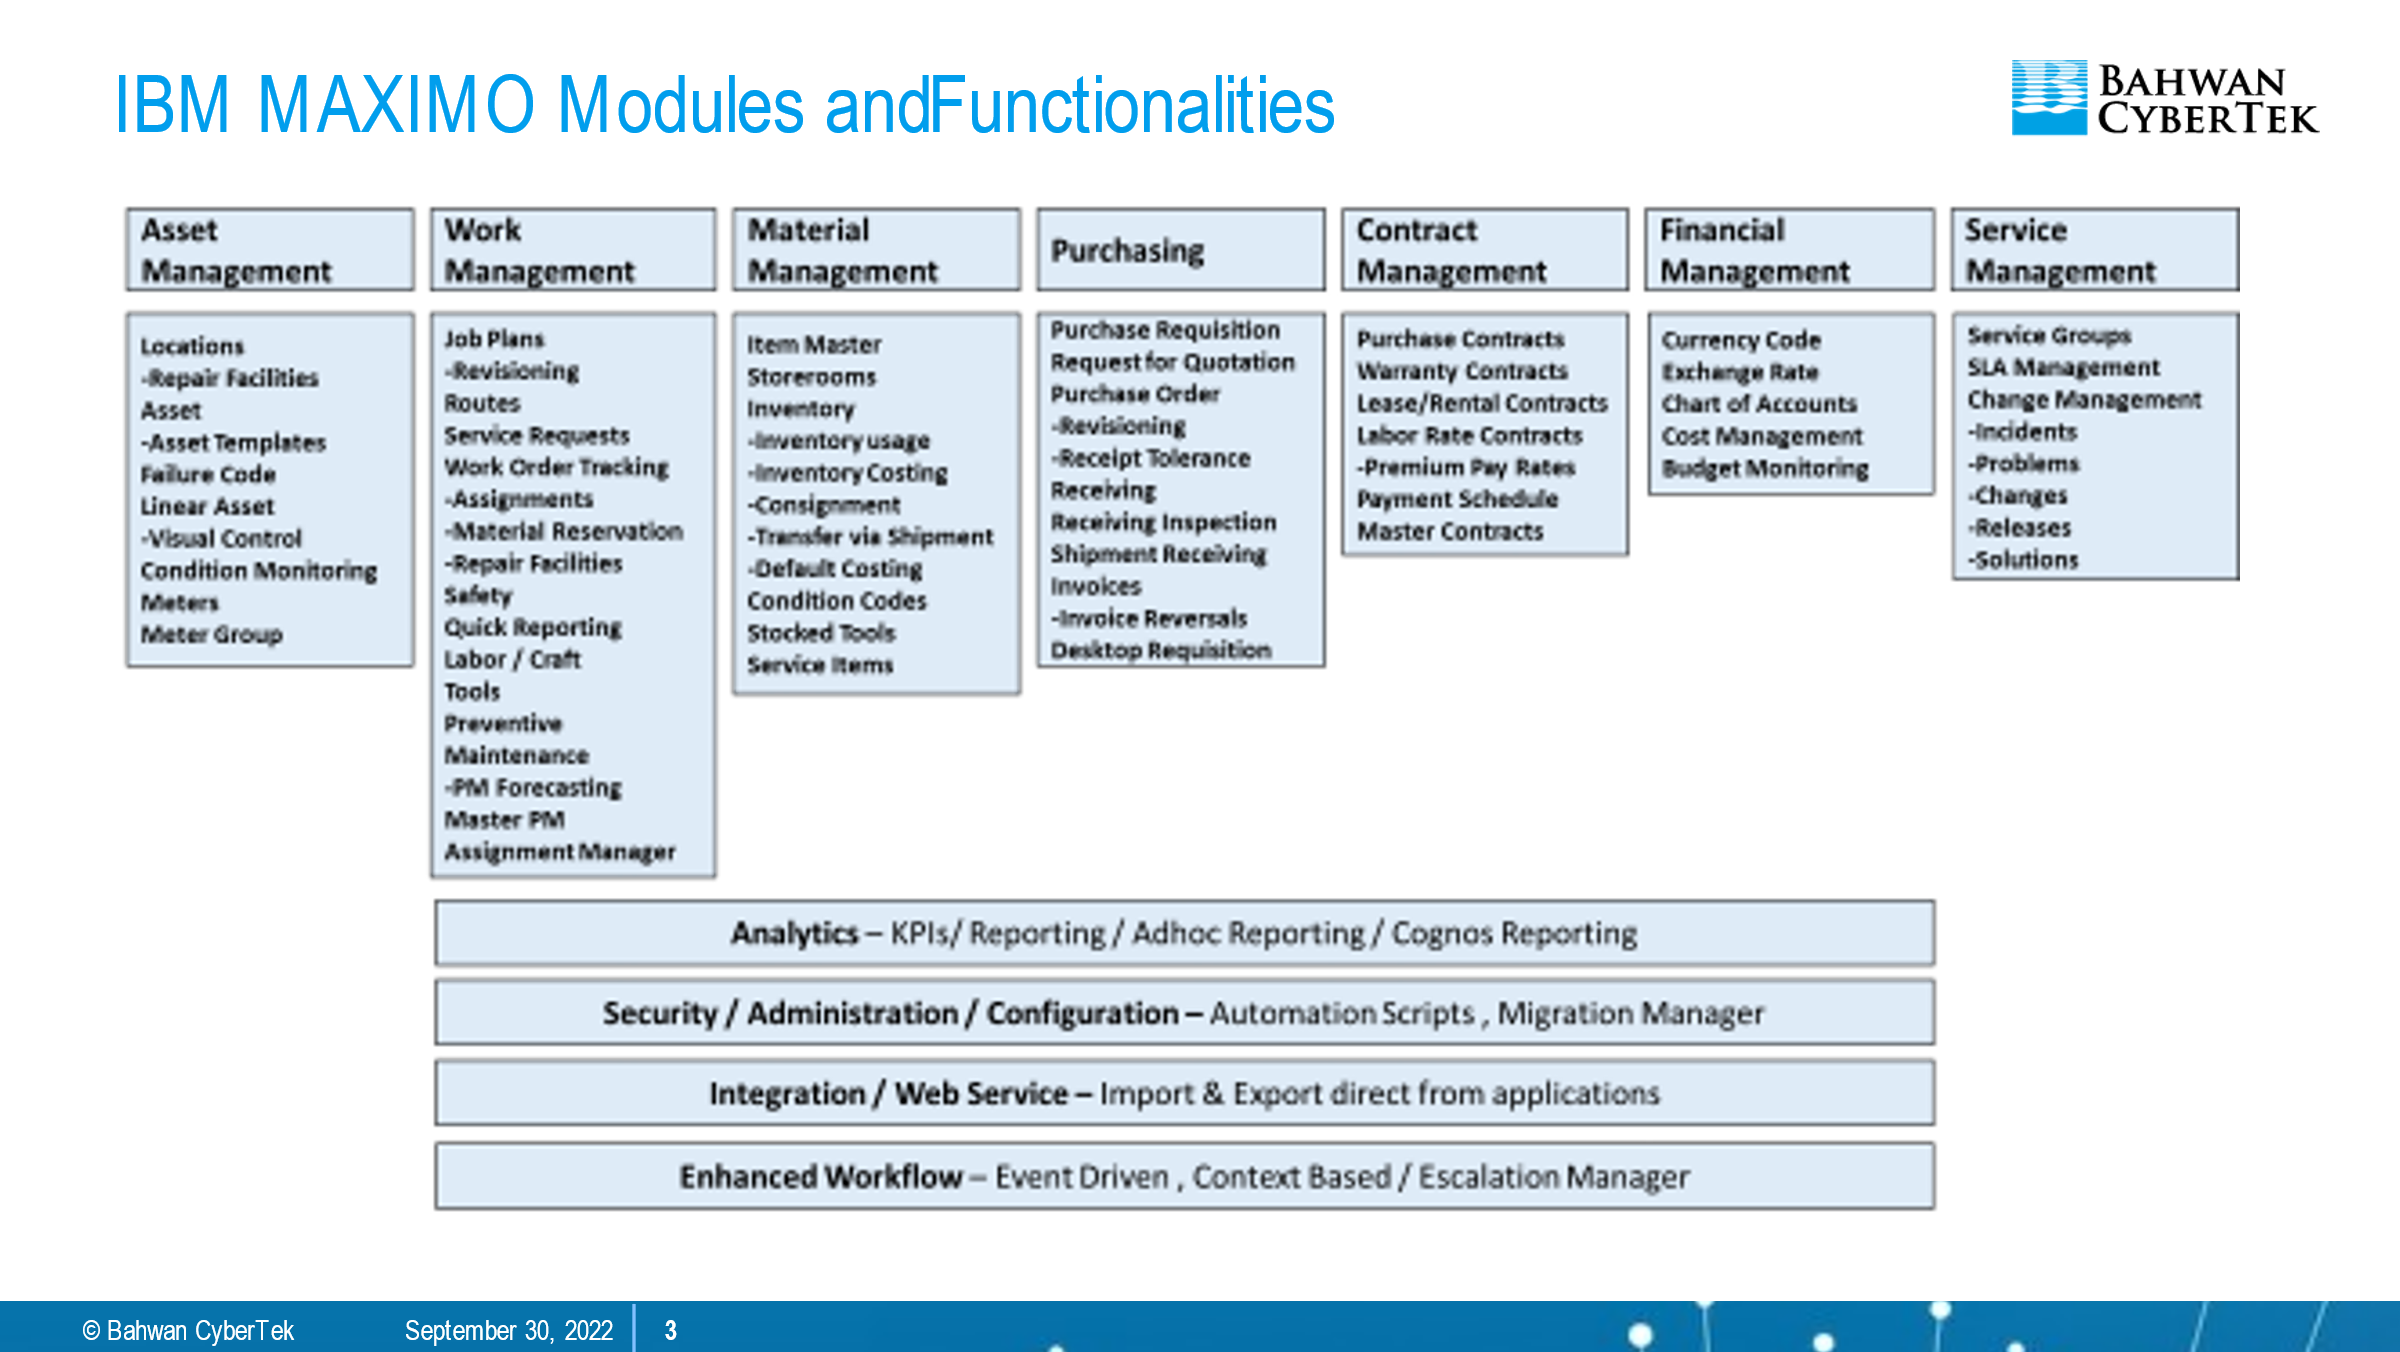 IBM MAXIMO Modules andFunctionalities
BAHWAN
CYBERTEK
Asset
Management
Locations
-Repair Facilities
Asset
-Asset Templates
Failure Code
Linear Asset
-Visual Control
Condition Monitoring
Meters
Meter Group
Work
Management
Job Plans
-Revisioning
Routes
Service Requests
Work Order Tracking
-Assignments
-Material Reservation
-Repair Facilities
Safety
Quick Reporting
Labor / Craft
Tools
Preventive
Maintenance
-PM Forecasting
Master PM
Assignment Manager
Material
Management
Item Master
Storerooms
Inventory
-Inventory usage
-Inventory Costing
-Consignment
-Transfer via Shipment
-Default Costing
Condition Codes
Stocked Tools
Service Items
Purchasing
Purchase Requisition
Request for Quotation
Purchase Order
-Revisioning
-Receipt Tolerance
Receiving
Receiving Inspection
Shipment Receiving
Invoices
-Invoice Reversals
Desktop Requisition
Contract
Management
Purchase Contracts
Warranty Contracts
Lease/Rental Contracts
Labor Rate Contracts
-Premium Pay Rates
Payment Schedule
Master Contracts
Financial
Management
Currency Code
Exchange Rate
Chart of Accounts
Cost Management
Budget Monitoring
Service
Management
Service Groups
SLA Management
Change Management
-Incidents
-Problems
-Changes
-Releases
-Solutions
Analytics – KPIs/ Reporting / Adhoc Reporting / Cognos Reporting
Security / Administration / Configuration – Automation Scripts , Migration Manager
Integration / Web Service – Import & Export direct from applications
Enhanced Workflow – Event Driven , Context Based / Escalation Manager
© Bahwan CyberTek September 30, 2022 3